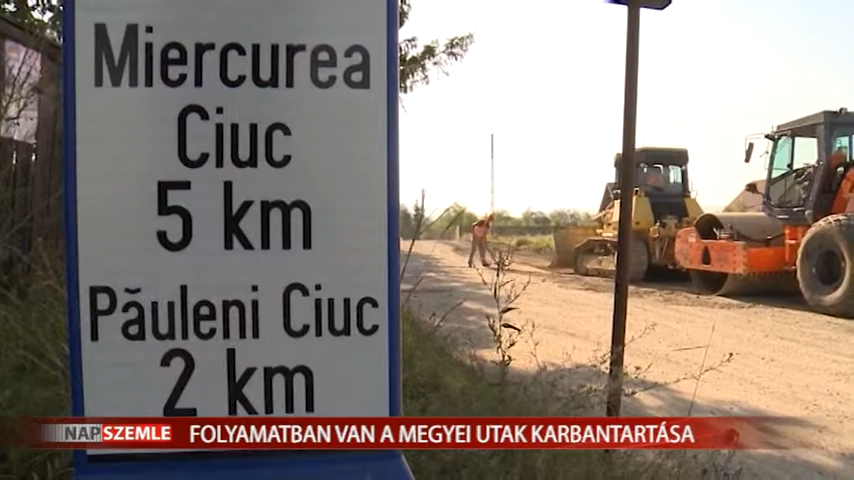 Miercurea
Ciuc
5 km
Păuleni Ciuc
2 km
NAPSZEMLE FOLYAMATBAN VAN A MEGYEI UTAK KARBANTARTÁSA